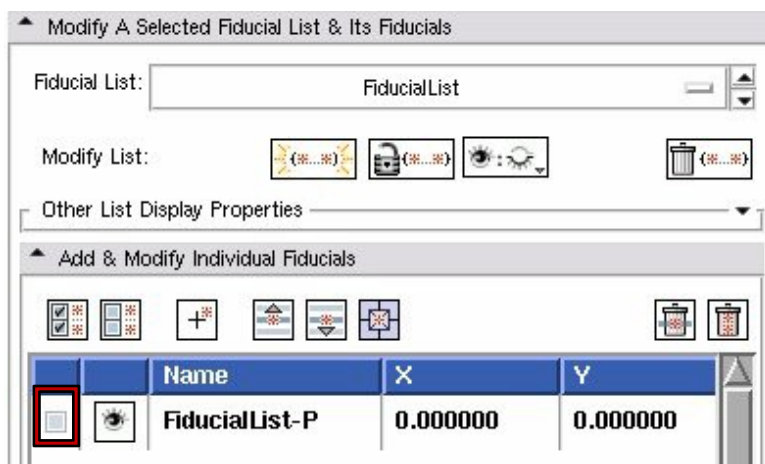 Modify A Selected Fiducial List & Its Fiducials
Fiducial List: FiducialList
Modify List:
Other List Display Properties
Add & Modify Individual Fiducials
Name X Y
FiducialList-P 0.000000 0.000000